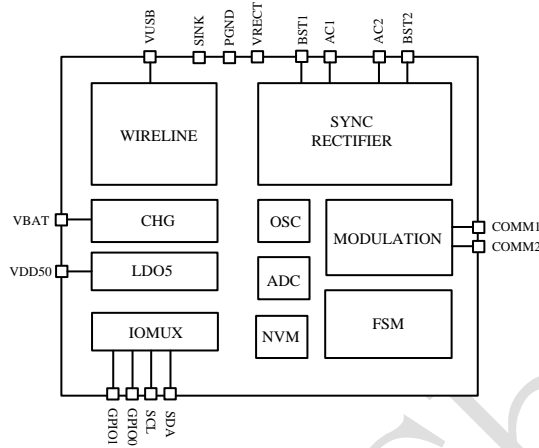 VUSB
SINK
PGND
VRECT
BST1
AC1
AC2
BST2
WIRELINE
SYNC
RECTIFIER
VBAT
CHG
OSC
MODULATION
COMM1
COMM2
VDD50
LDO5
ADC
IOMUX
NVM
FSM
GPIO1
GPIO0
SCL
SDA